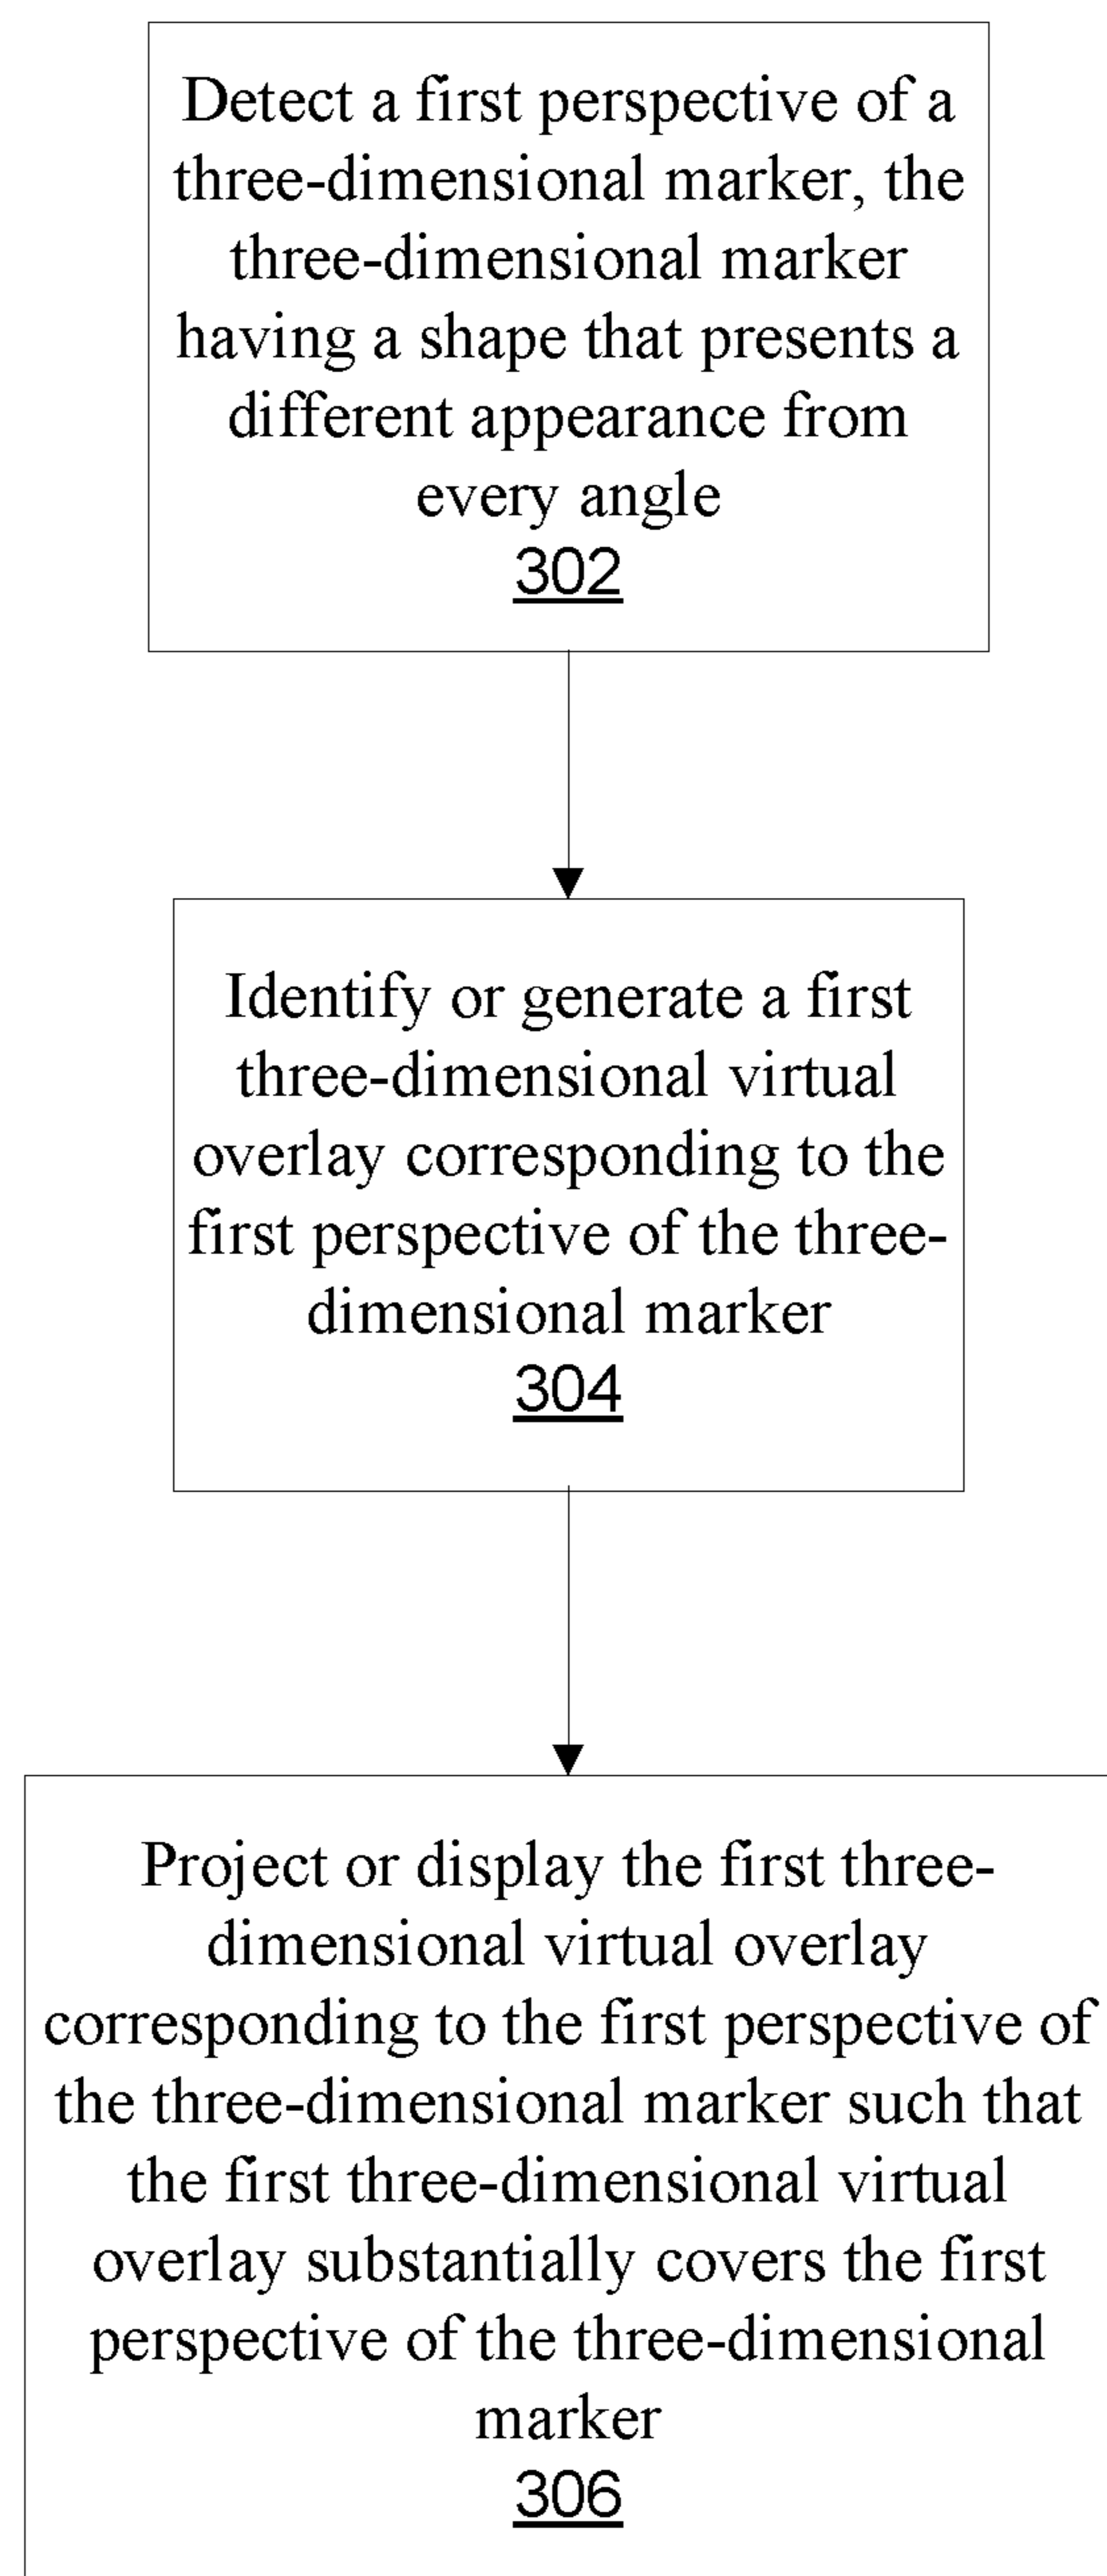 Detect a first perspective of a
three-dimensional marker, the
three-dimensional marker
having a shape that presents a
different appearance from
every angle
302
Identify or generate a first
three-dimensional virtual
overlay corresponding to the
first perspective of the three-
dimensional marker
304
Project or display the first three-
dimensional virtual overlay
corresponding to the first perspective of
the three-dimensional marker such that
the first three-dimensional virtual
overlay substantially covers the first
perspective of the three-dimensional
marker
306